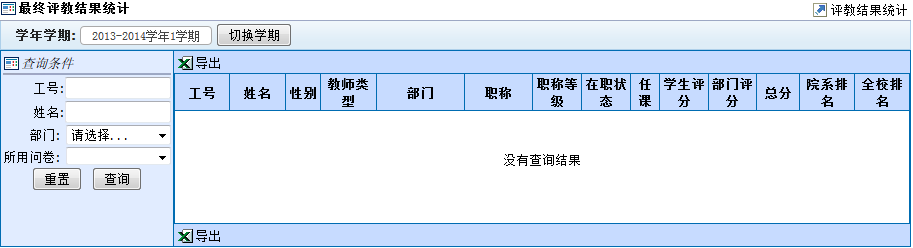 最终评教结果统计 评教结果统计
学年学期: 2013-2014学年1学期 切换学期
查询条件
工号:
姓名:
部门: 请选择...
所用问卷:
重置 查询
导出
工号 姓名 性别 教师类型 部门 职称 职称等级 在职状态 任课 学生评分 部门评分 总分 院系排名 全校排名
没有查询结果
导出